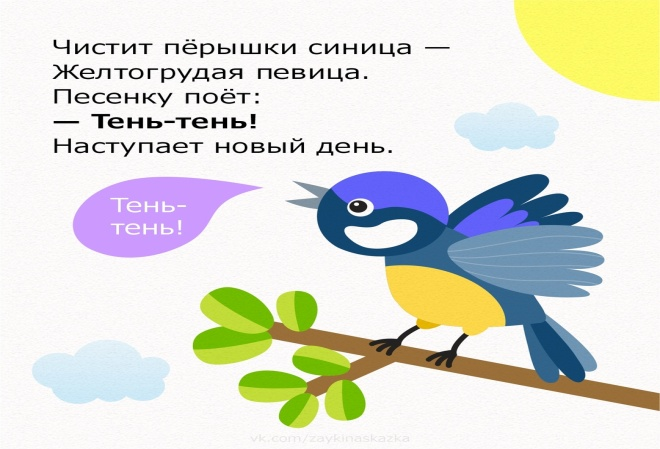 Чистит пёрышки синица —
Желтогрудая певица.
Песенку поёт:
— Тень-тень!
Наступает новый день.
Тень-
тень!
vk.com/zaykinaskazka